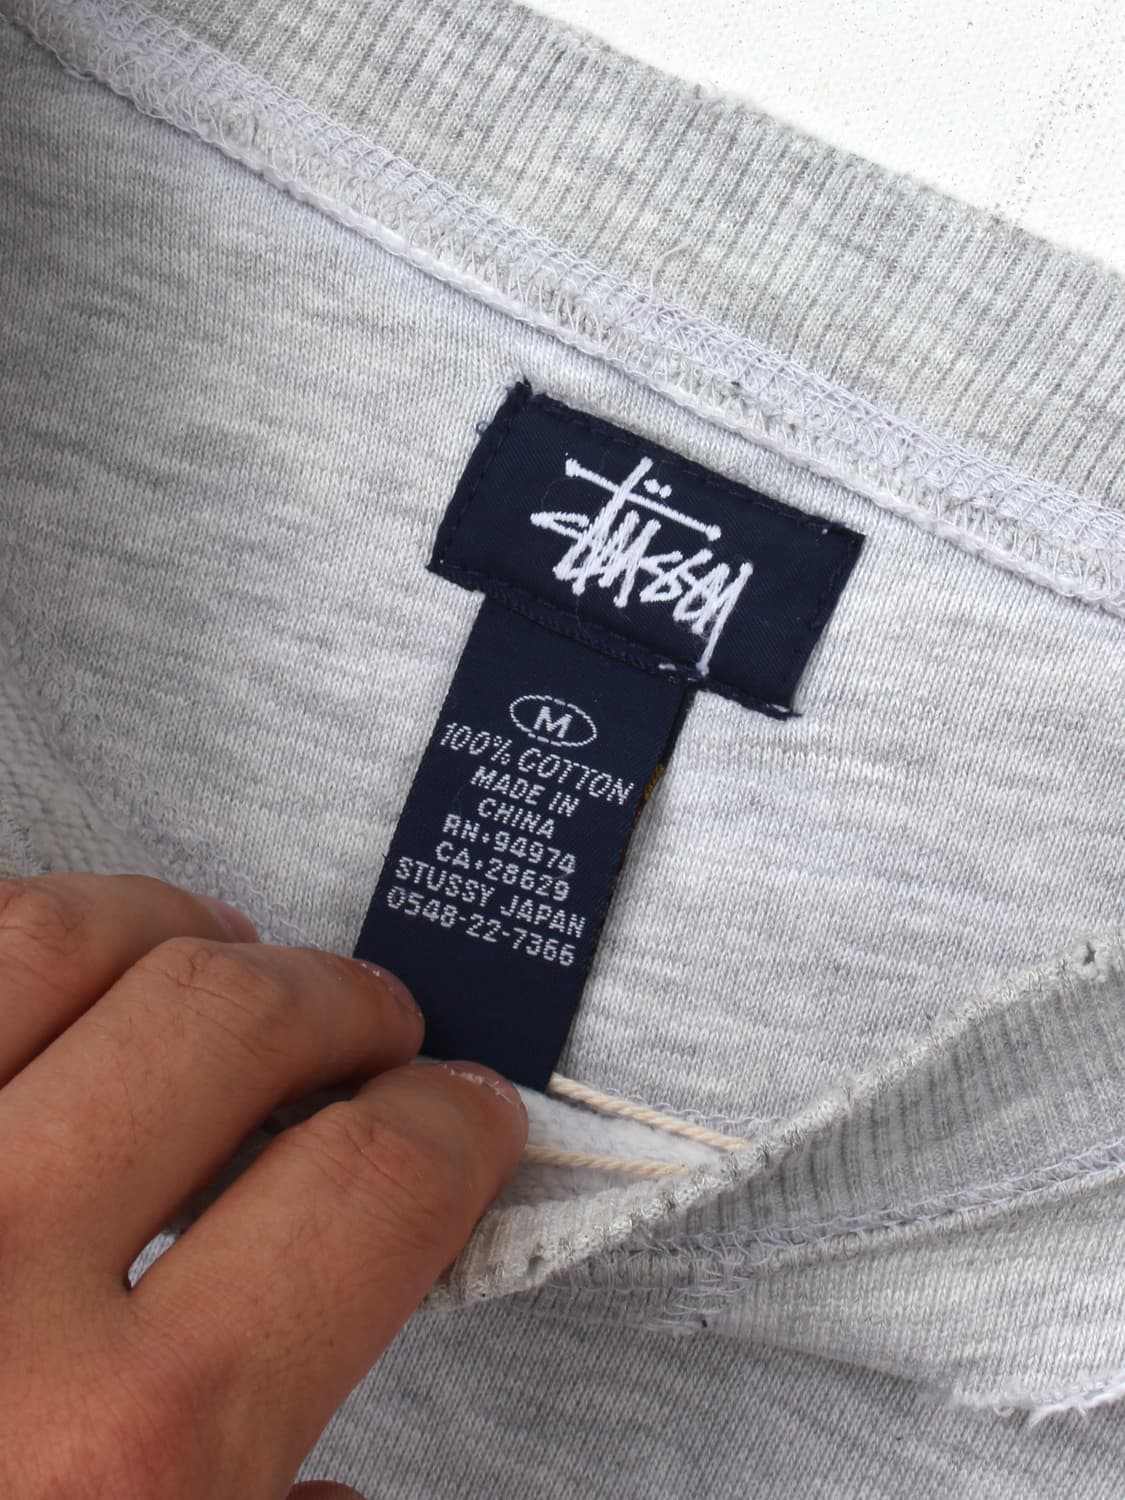 Stüssy
M
100% COTTON
MADE IN
CHINA
RN•94974
CA•28629
STUSSY JAPAN
0548-22-7366